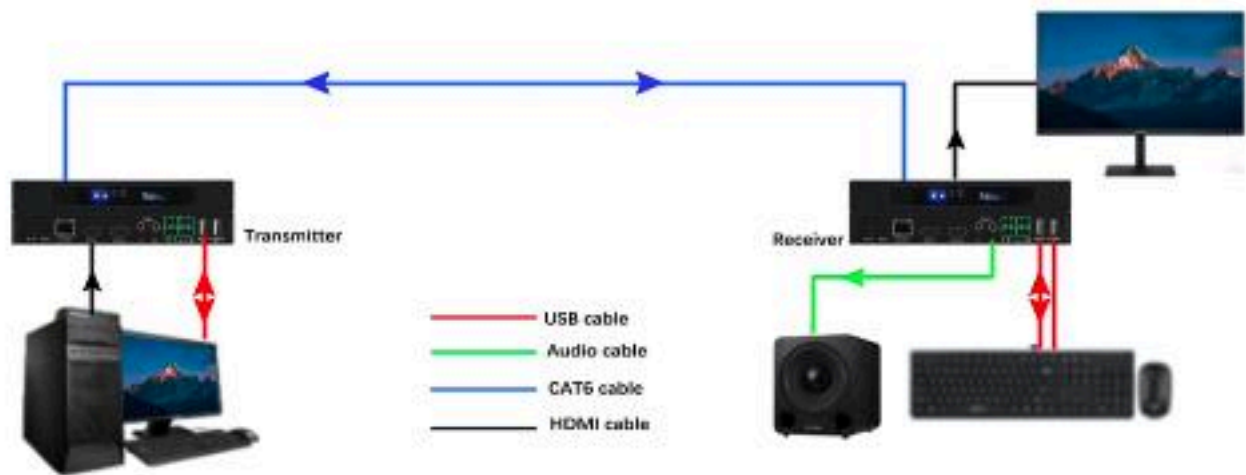 Transmitter
Receiver
USB cable
Audio cable
CAT6 cable
HDMI cable